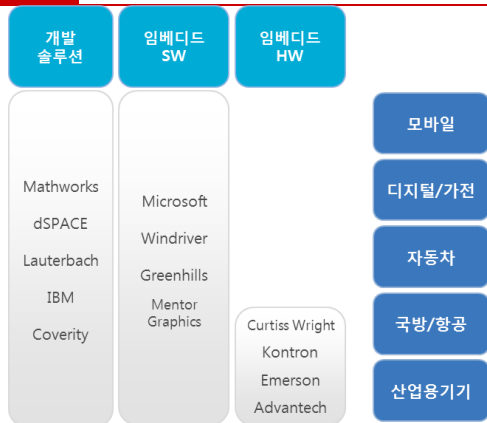 개발
솔루션
임베디드
SW
임베디드
HW
Mathworks
dSPACE
Lauterbach
IBM
Coverity
Microsoft
Windriver
Greenhills
Mentor
Graphics
Curtiss Wright
Kontron
Emerson
Advantech
모바일
디지털/가전
자동차
국방/항공
산업용기기